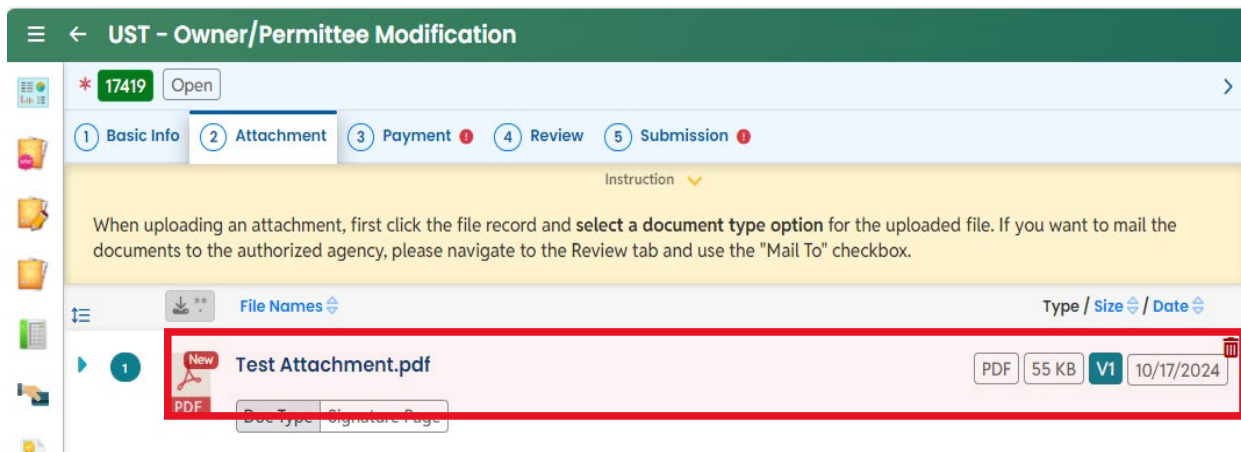 UST - Owner/Permittee Modification
* 17419 Open
1 Basic Info 2 Attachment 3 Payment ! 4 Review 5 Submission !
Instruction
When uploading an attachment, first click the file record and select a document type option for the uploaded file. If you want to mail the
documents to the authorized agency, please navigate to the Review tab and use the "Mail To" checkbox.
File Names Type / Size / Date
1 New Test Attachment.pdf PDF 55 KB V1 10/17/2024
PDF
Doc Type Signature Page